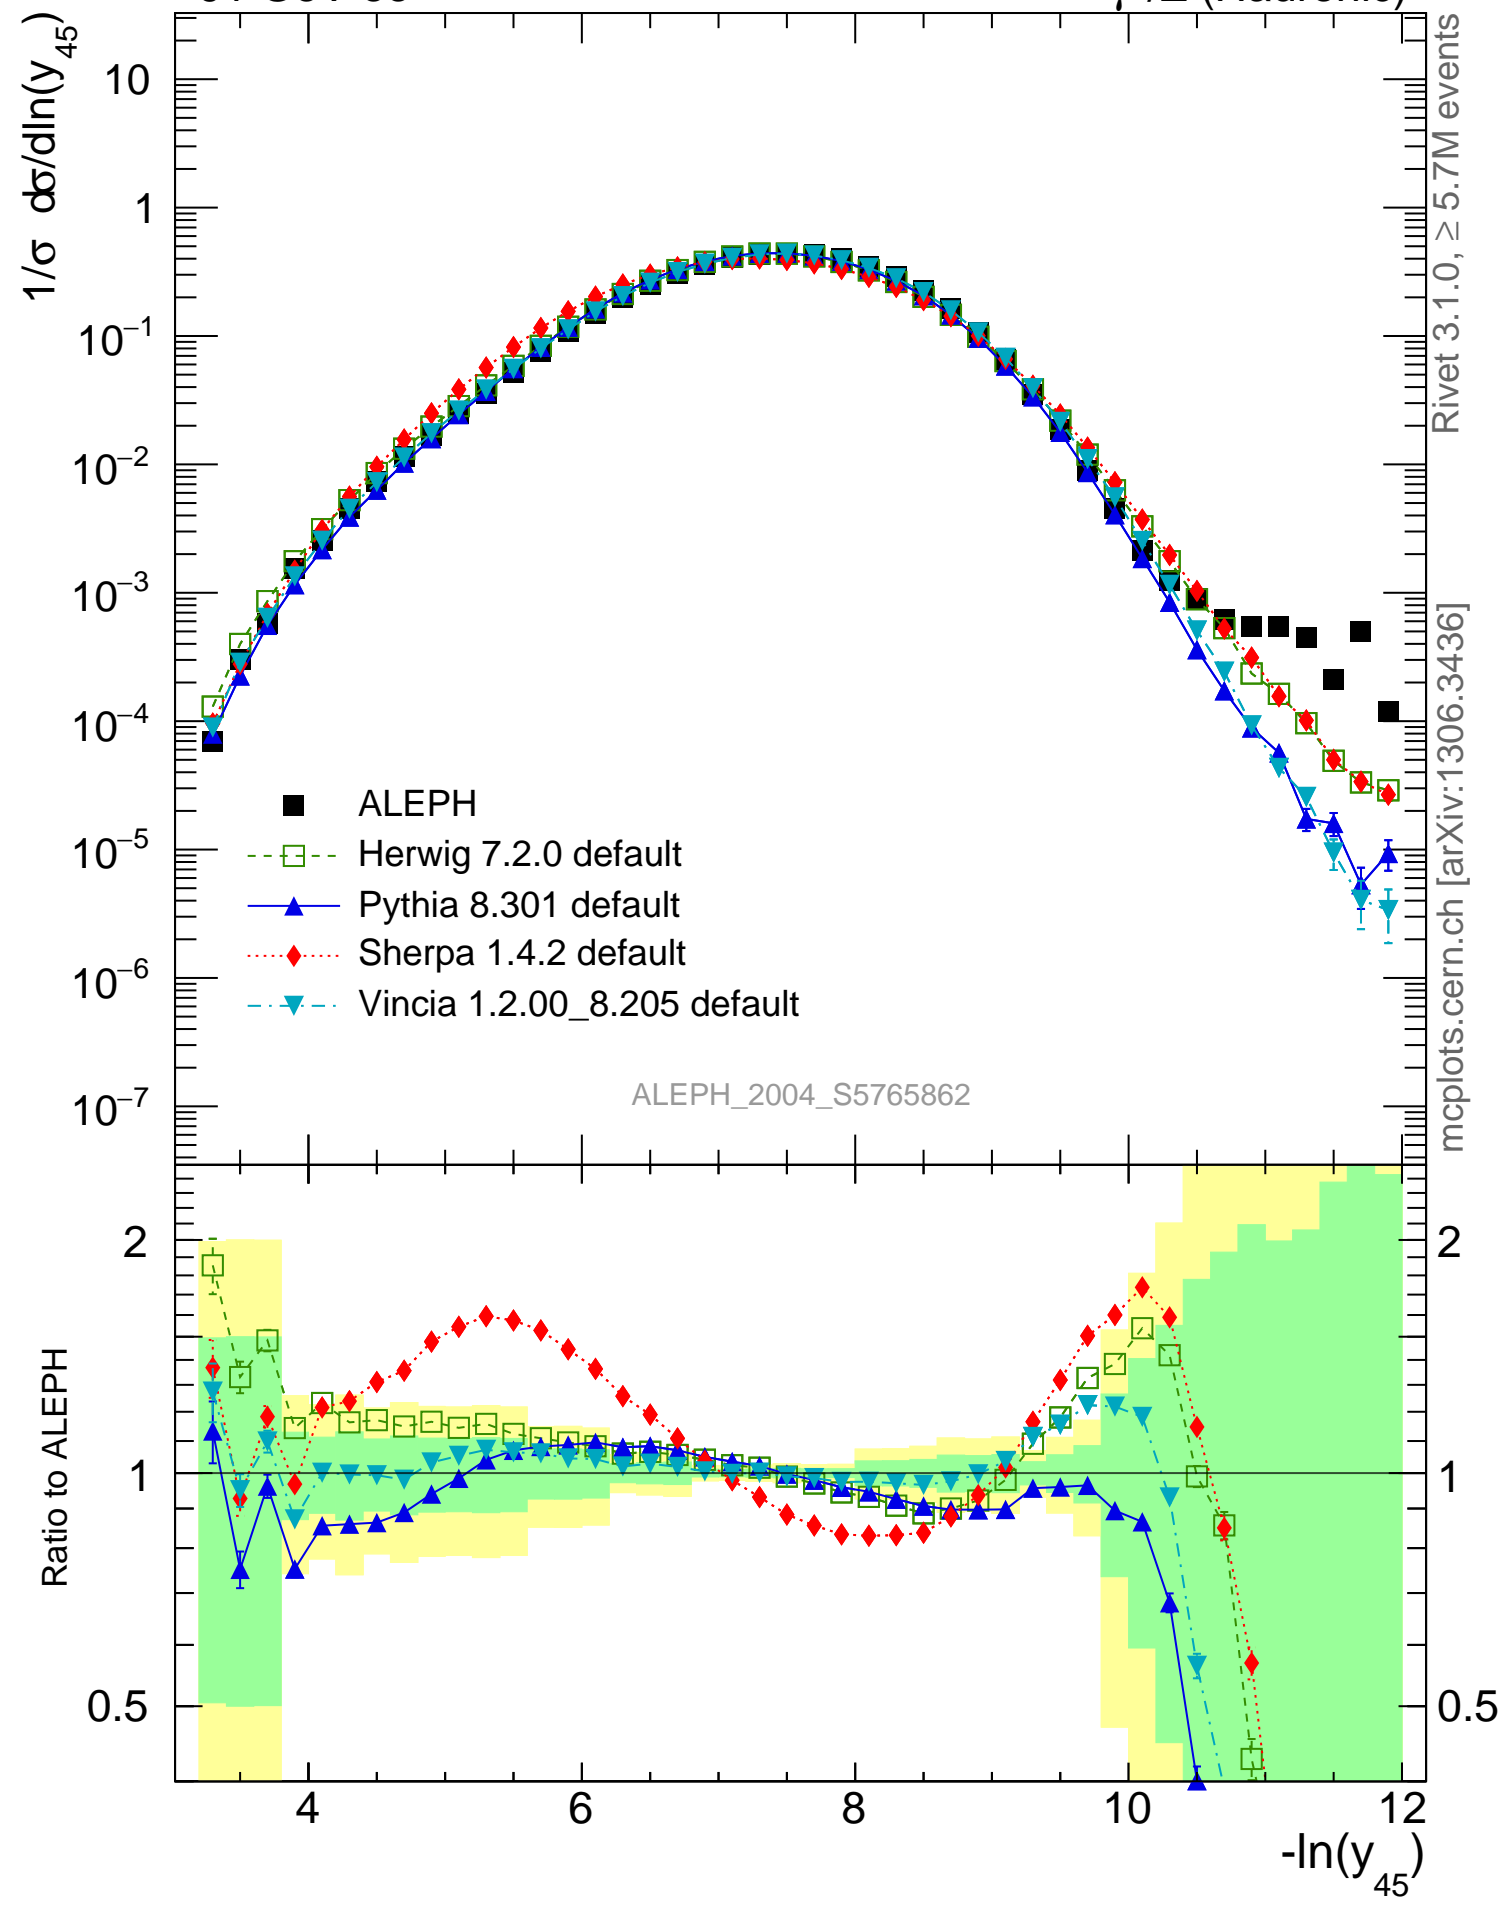 1/σ dσ/dln(y45)
10
1
10−1
10−2
10−3
10−4
10−5
10−6
10−7
ALEPH
Herwig 7.2.0 default
Pythia 8.301 default
Sherpa 1.4.2 default
Vincia 1.2.00_8.205 default
ALEPH_2004_S5765862
Rivet 3.1.0, ≥ 5.7M events
mcplots.cern.ch [arXiv:1306.3436]
Ratio to ALEPH
2
1
0.5
2
1
0.5
4 6 8 10 12
-ln(y45)